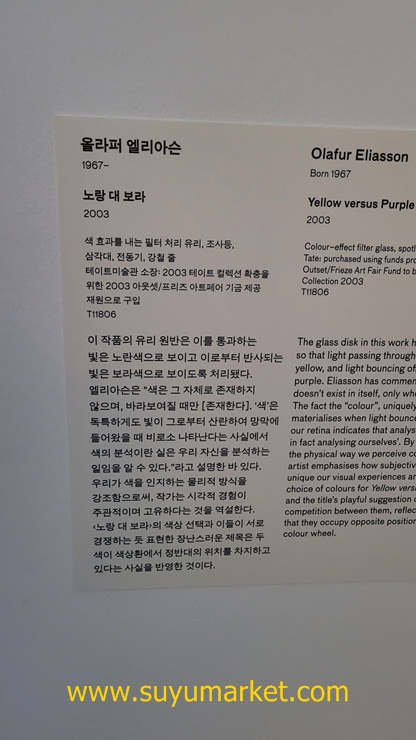 올라퍼 엘리아슨
1967–
노랑 대 보라
2003
색 효과를 내는 필터 처리 유리, 조사등,
삼각대, 전동기, 강철 줄
테이트미술관 소장: 2003 테이트 컬렉션 확충을
위한 2003 아웃셋/프리즈 아트페어 기금 제공
재원으로 구입
T11806
이 작품의 유리 원반은 이를 통과하는
빛은 노란색으로 보이고 이로부터 반사되는
빛은 보라색으로 보이도록 처리됐다.
엘리아슨은 “색은 그 자체로 존재하지
않으며, 바라보여질 때만 [존재한다]. ‘색’은
독특하게도 빛이 그로부터 산란하여 망막에
들어왔을 때 비로소 나타난다는 사실에서
색의 분석이란 실은 우리 자신을 분석하는
일임을 알 수 있다.”라고 설명한 바 있다.
우리가 색을 인지하는 물리적 방식을
강조함으로써, 작가는 시각적 경험이
주관적이며 고유하다는 것을 역설한다.
‹노랑 대 보라›의 색상 선택과 이들이 서로
경쟁하는 듯 표현한 장난스러운 제목은 두
색이 색상환에서 정반대의 위치를 차지하고
있다는 사실을 반영한 것이다.
Olafur Eliasson
Born 1967
Yellow versus Purple
2003
Colour–effect filter glass,
Tate: purchased using funds
Outset/Frieze Art Fair Fund to
Collection 2003
T11806
The glass disk in this work
so that light passing through
yellow, and light bouncing
purple. Eliasson has
doesn’t exist in itself, only
The fact the “colour”, uniquely
materialises when light
our retina indicates that
in fact analysing ourselves’. By
the physical way we perceive
artist emphasises how
unique our visual experiences
choice of colours for Yellow
and the title’s playful suggestion
competition between them,
that they occupy opposite
colour wheel.
www.suyumarket.com